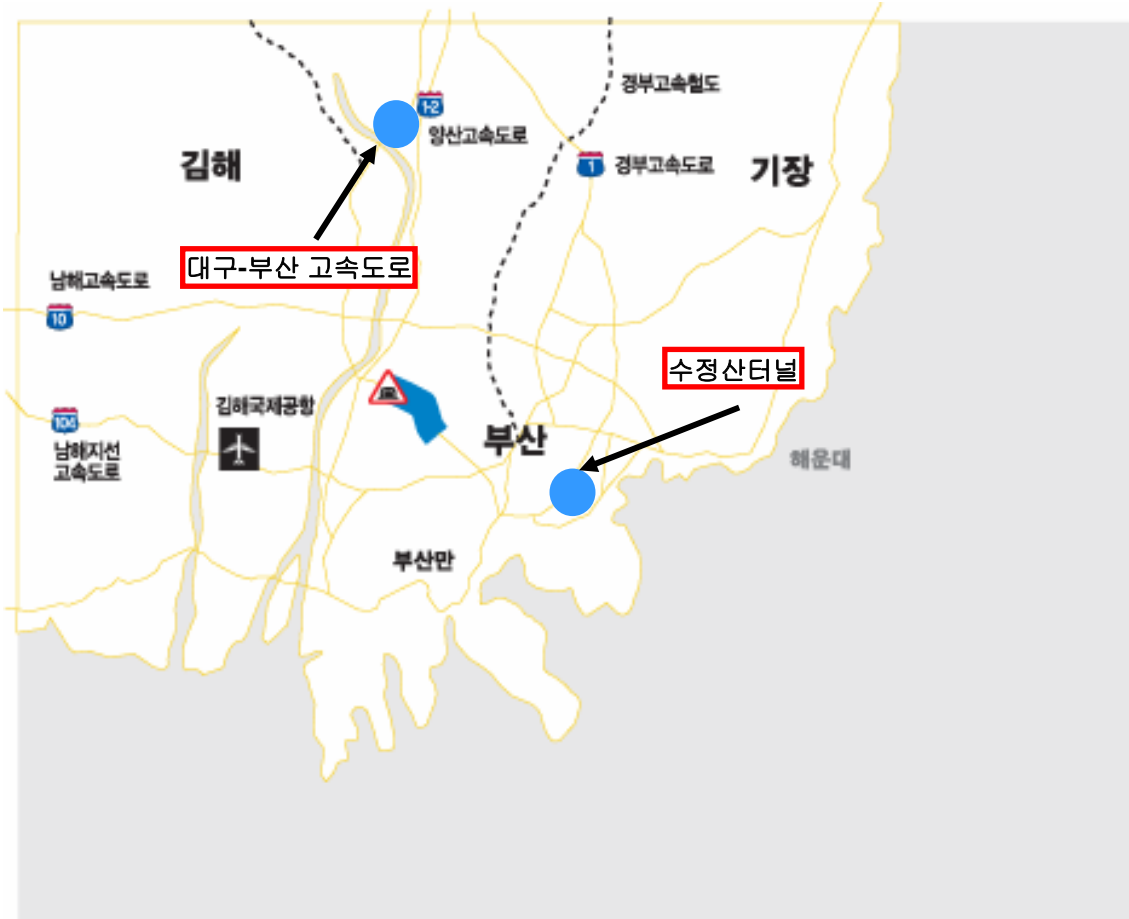 경부고속철도
1-2
양산고속도로
김해
1
경부고속도로
기장
대구-부산 고속도로
남해고속도로
10
수정산터널
104
김해국제공항
남해지선
고속도로
부산
해운대
부산만